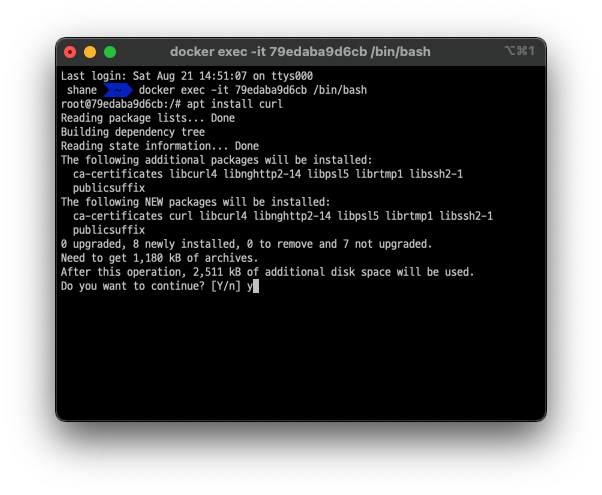 docker exec -it 79edaba9d6cb /bin/bash
⌥⌘1
Last login: Sat Aug 21 14:51:07 on ttys000
shane ~ docker exec -it 79edaba9d6cb /bin/bash
root@79edaba9d6cb:/# apt install curl
Reading package lists... Done
Building dependency tree
Reading state information... Done
The following additional packages will be installed:
  ca-certificates libcurl4 libnghttp2-14 libpsl5 librtmp1 libssh2-1
  publicsuffix
The following NEW packages will be installed:
  ca-certificates curl libcurl4 libnghttp2-14 libpsl5 librtmp1 libssh2-1
  publicsuffix
0 upgraded, 8 newly installed, 0 to remove and 7 not upgraded.
Need to get 1,180 kB of archives.
After this operation, 2,511 kB of additional disk space will be used.
Do you want to continue? [Y/n] y